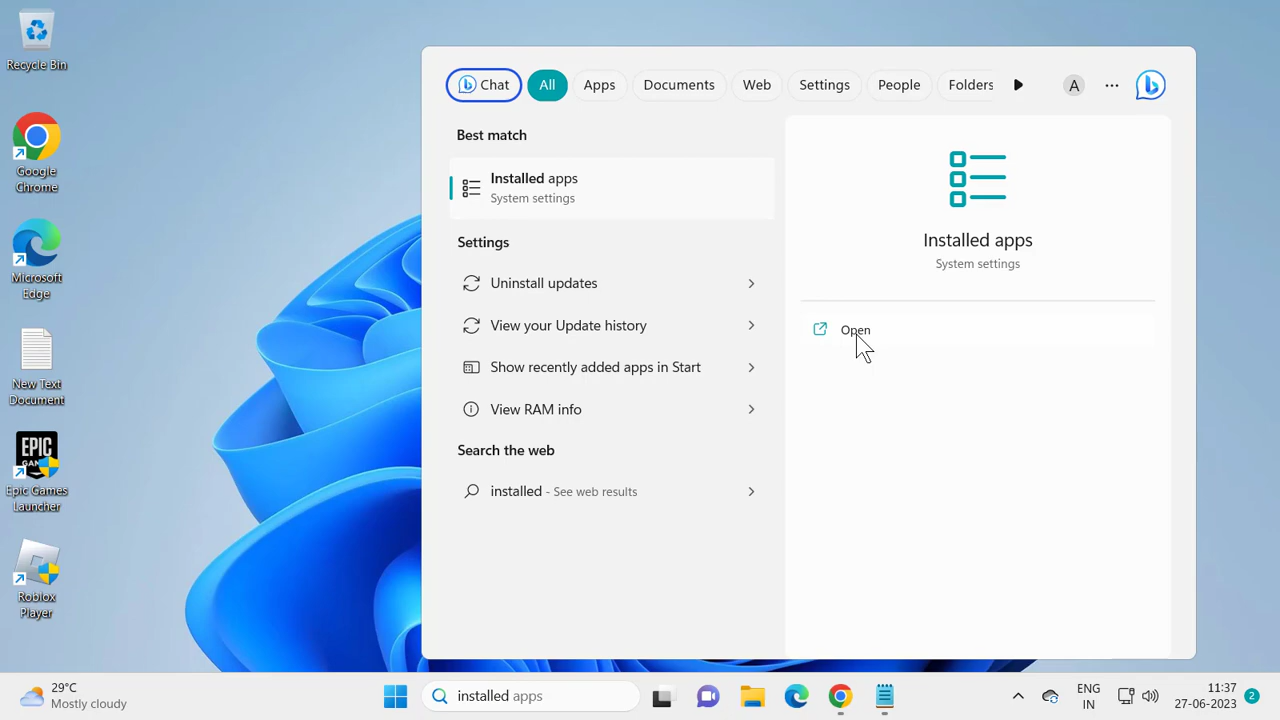 Recycle Bin
Google
Chrome
Microsoft
Edge
New Text
Document
EPIC
GAMES
Epic Games
Launcher
Roblox
Player
Chat
All
Apps
Documents
Web
Settings
People
Folders
A
Best match
Installed apps
System settings
Settings
Uninstall updates
View your Update history
Show recently added apps in Start
View RAM info
Search the web
installed - See web results
Installed apps
System settings
Open
29°C
Mostly cloudy
installed apps
ENG
IN
11:37
27-06-2023
2